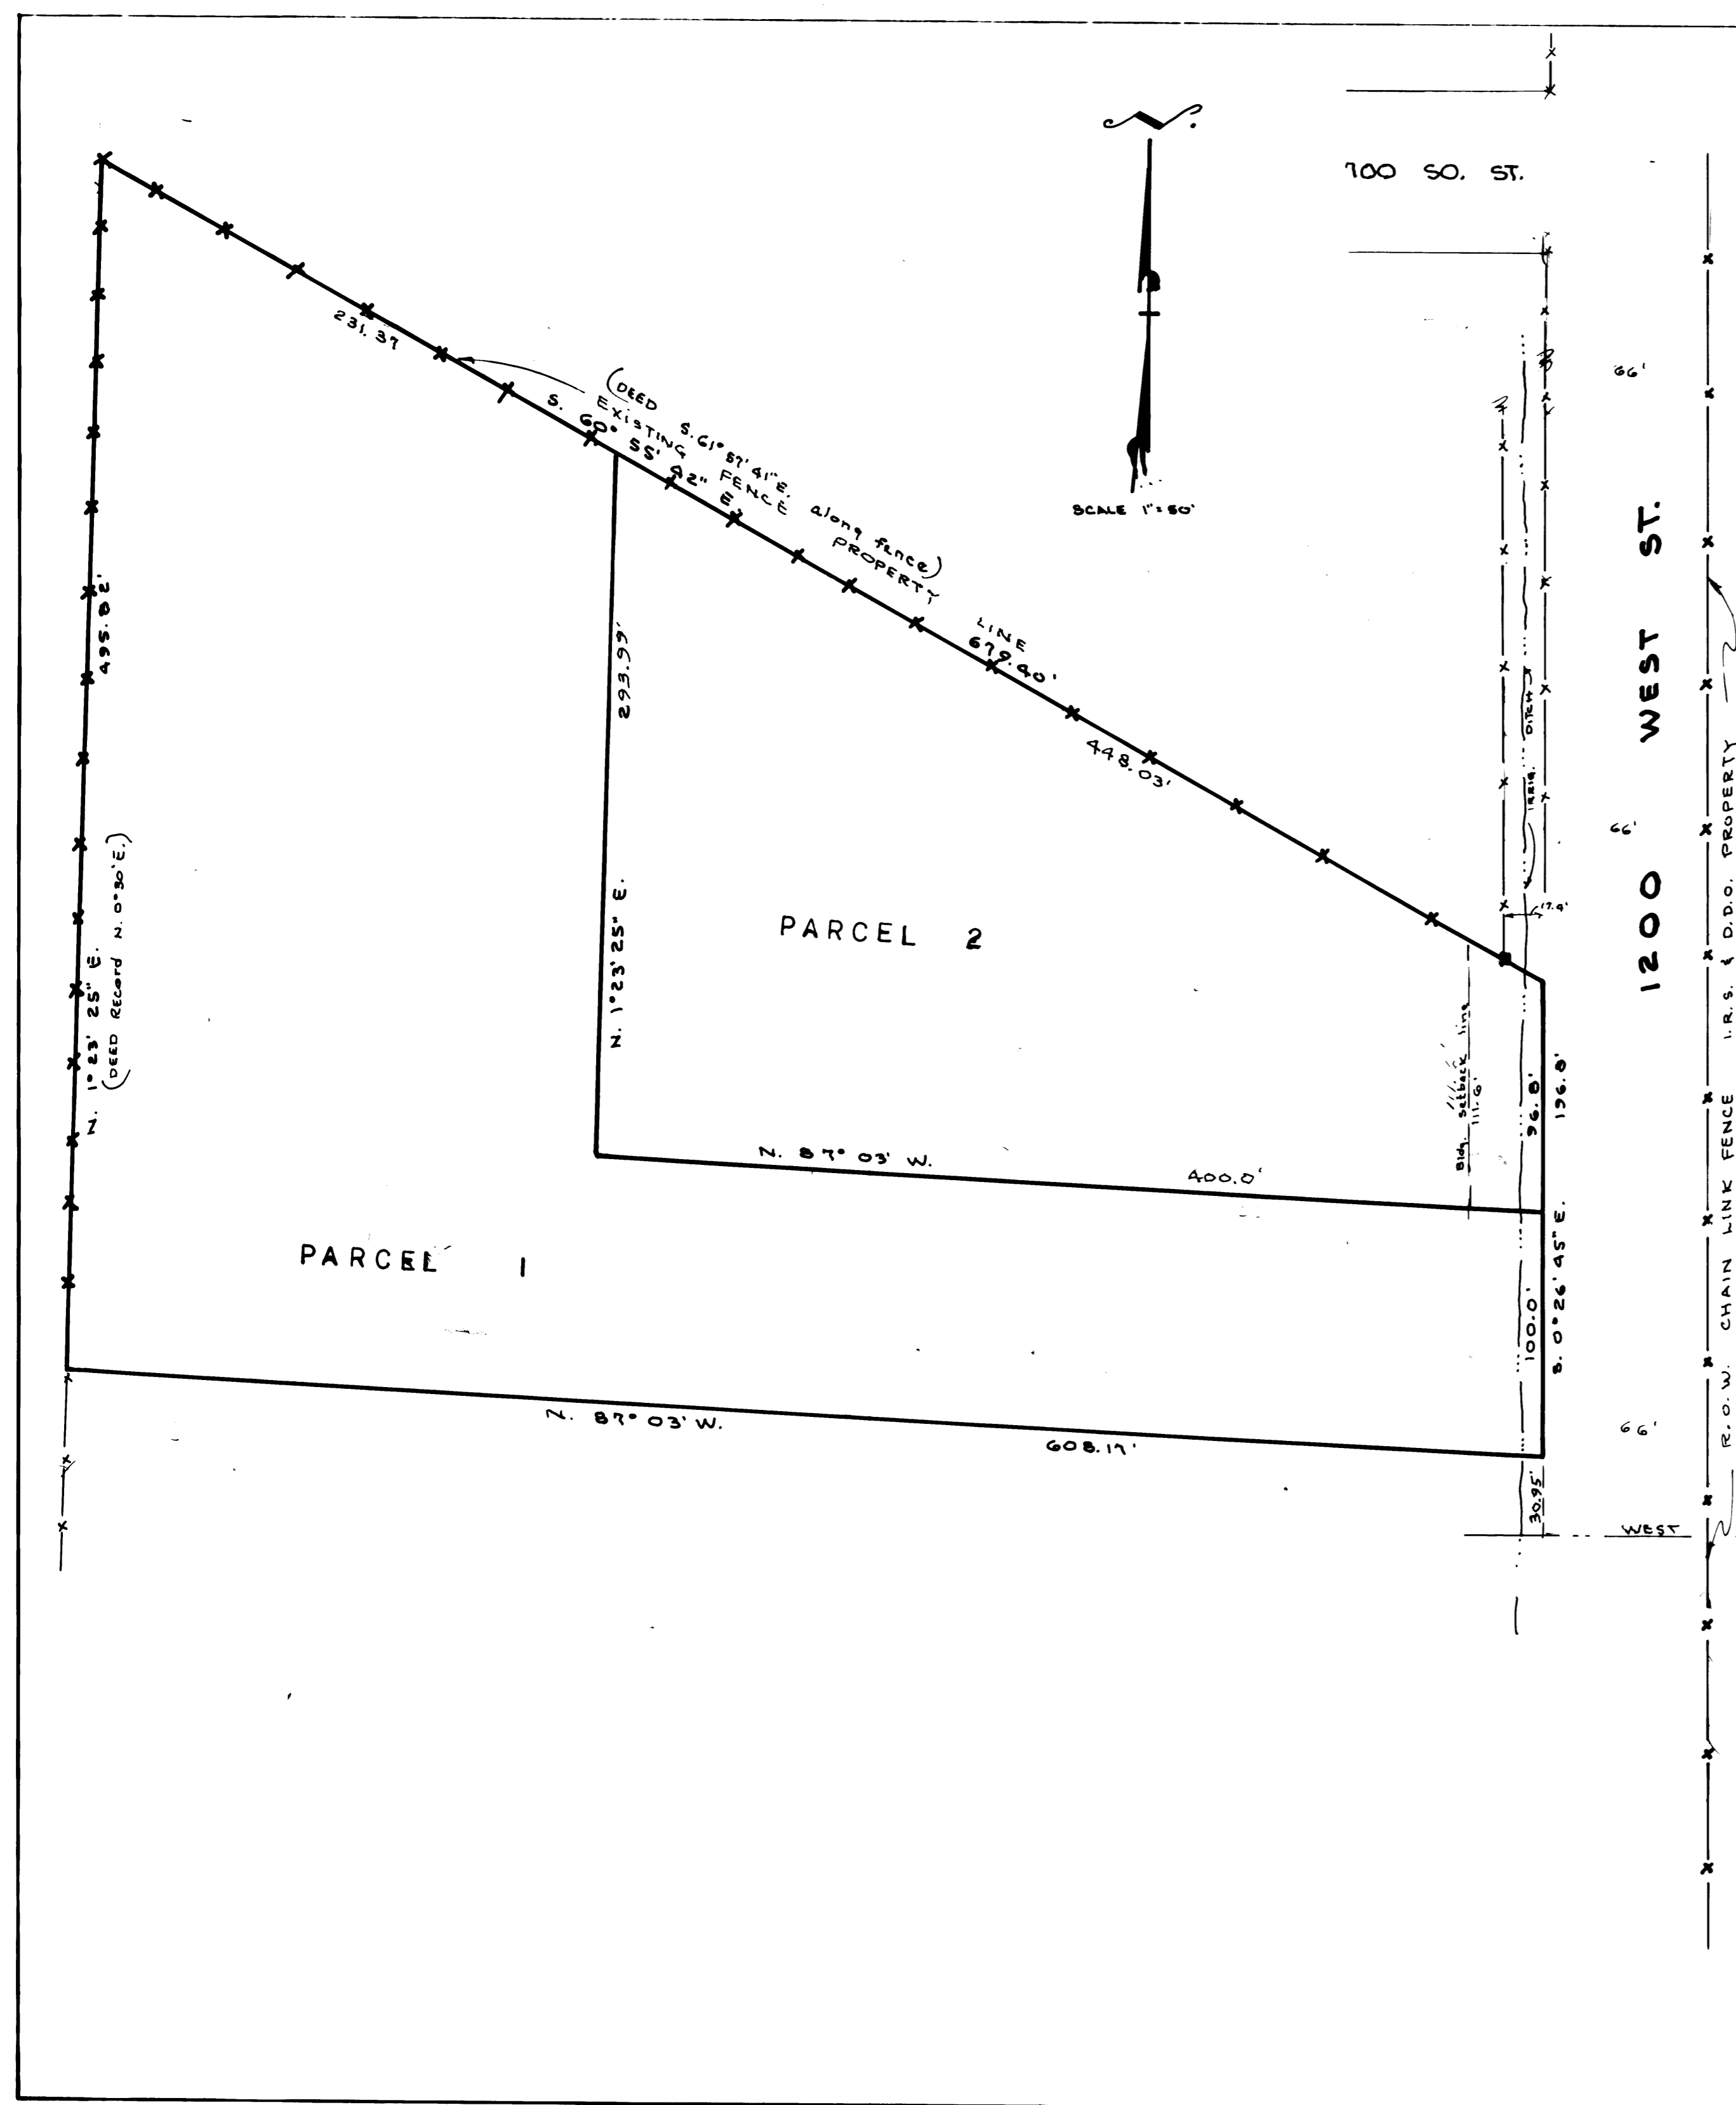 700 SO. ST.
66'
SCALE 1"=50'
231.37
(DEED S. 61° 57' 41" E. along fence)
EXISTING FENCE PROPERTY LINE
S. 60° 55' 42" E.
679.40'
448.03'
495.82'
N. 1° 23' 25" E.
(DEED RECORD N. 0° 30' E.)
293.99'
N. 1° 23' 25" E.
PARCEL 2
IRRIG. DITCH
17.4'
66'
1200 WEST ST.
R.O.W. CHAIN LINK FENCE I.R.S. & D.D.O. PROPERTY
Bldg. setback line
11.6'
96.8'
196.8'
N. 87° 03' W.
400.0'
PARCEL 1
100.0'
S. 0° 26' 45" E.
N. 87° 03' W.
608.17'
66'
30.95'
WEST